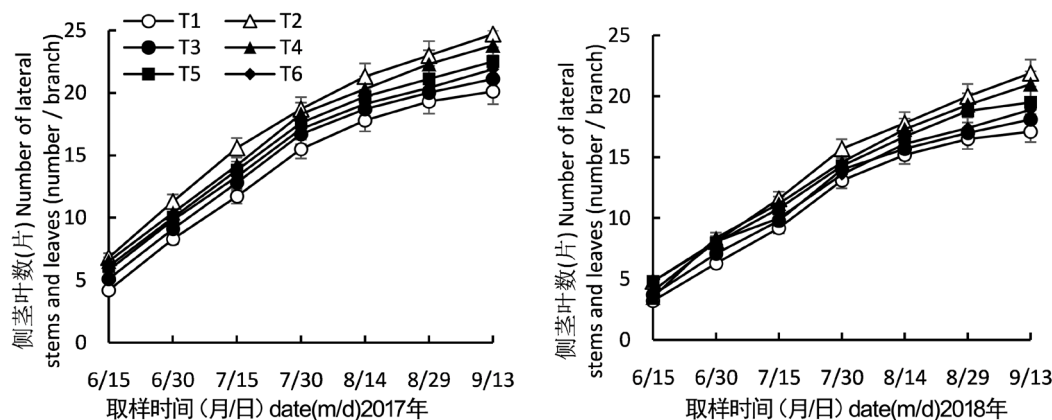 侧茎叶数(片) Number of lateral
stems and leaves (number / branch)
25
20
15
10
5
0
T1
T2
T3
T4
T5
T6
6/15
6/30
7/15
7/30
8/14
8/29
9/13
取样时间（月/日）date(m/d)2017年
侧茎叶数(片) Number of lateral
stems and leaves (number / branch)
25
20
15
10
5
0
6/15
6/30
7/15
7/30
8/14
8/29
9/13
取样时间（月/日）date(m/d)2018年